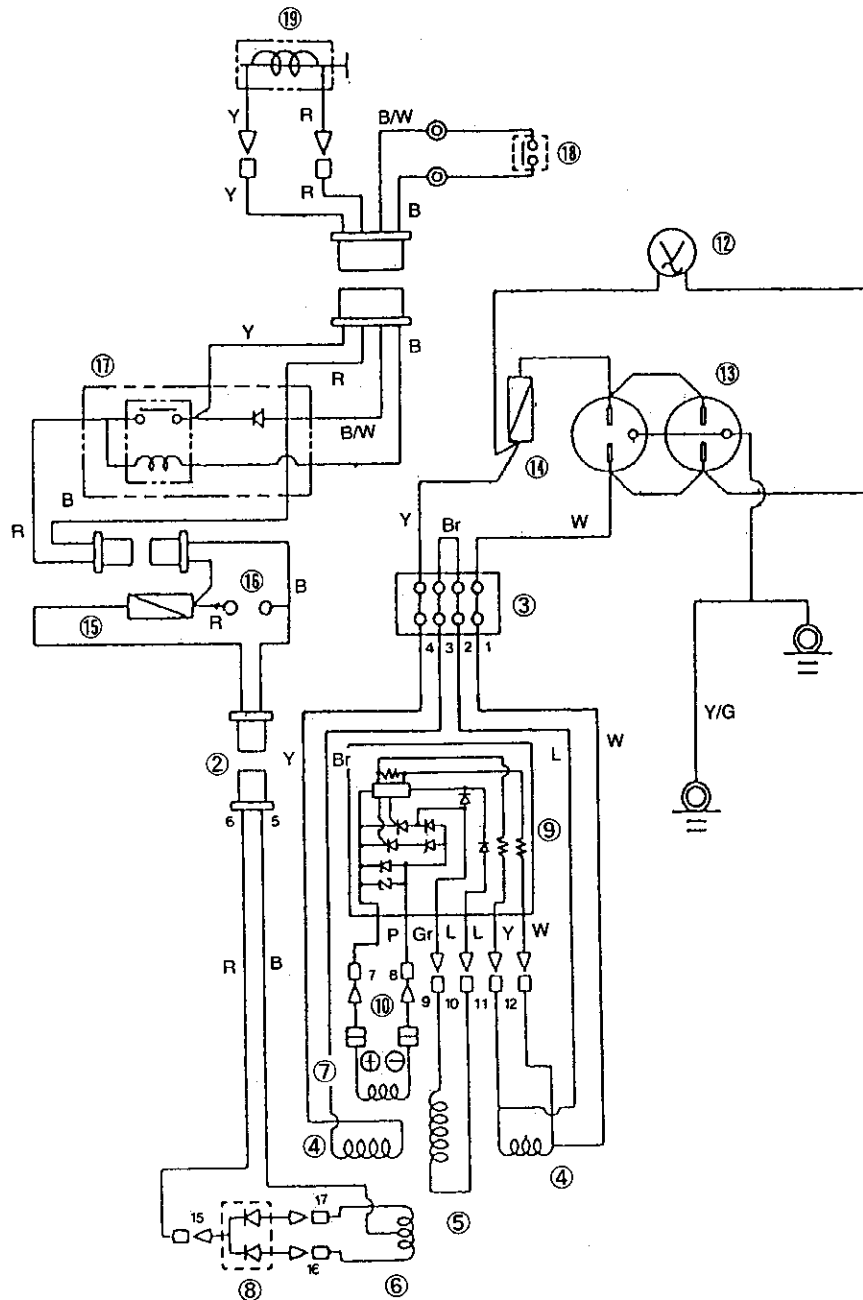 ⑲
Y R B/W
⑱
Y R B
⑫
Y B
⑰ R ⑬
B/W
⑭
B Y Br W
R
⑯ B ③
⑮ R
4 3 2 1
Y/G
② Y Br L W
6 5 ⑨
P Gr L Y W
R B 7 8
⑩ 9 10 11 12
⊕ ⊖
⑦
④ ④
15 17 ⑤
16
⑧ ⑥